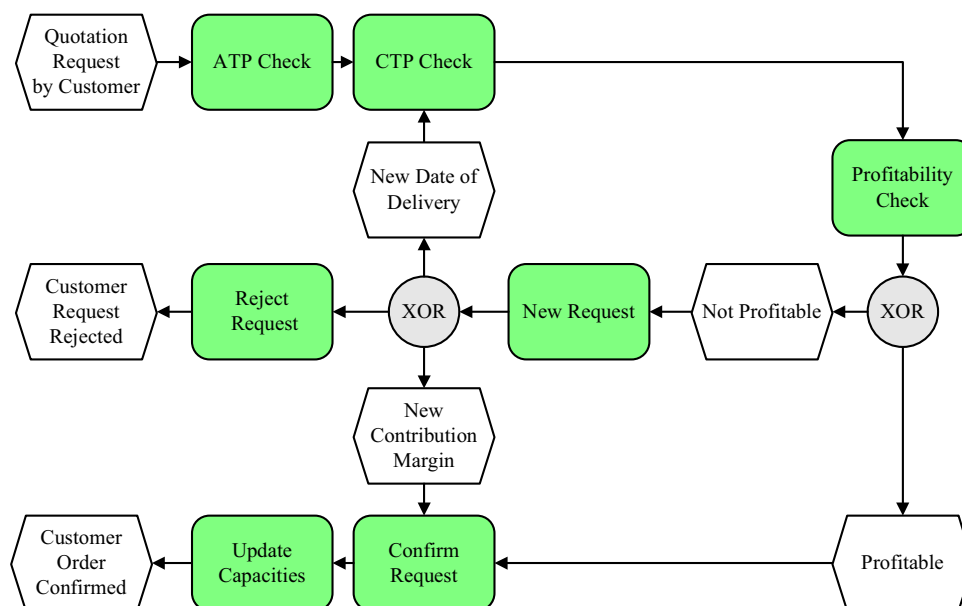 Quotation
Request
by Customer
ATP Check
CTP Check
New Date of
Delivery
Profitability
Check
Customer
Request
Rejected
Reject
Request
XOR
New Request
Not Profitable
XOR
New
Contribution
Margin
Customer
Order
Confirmed
Update
Capacities
Confirm
Request
Profitable